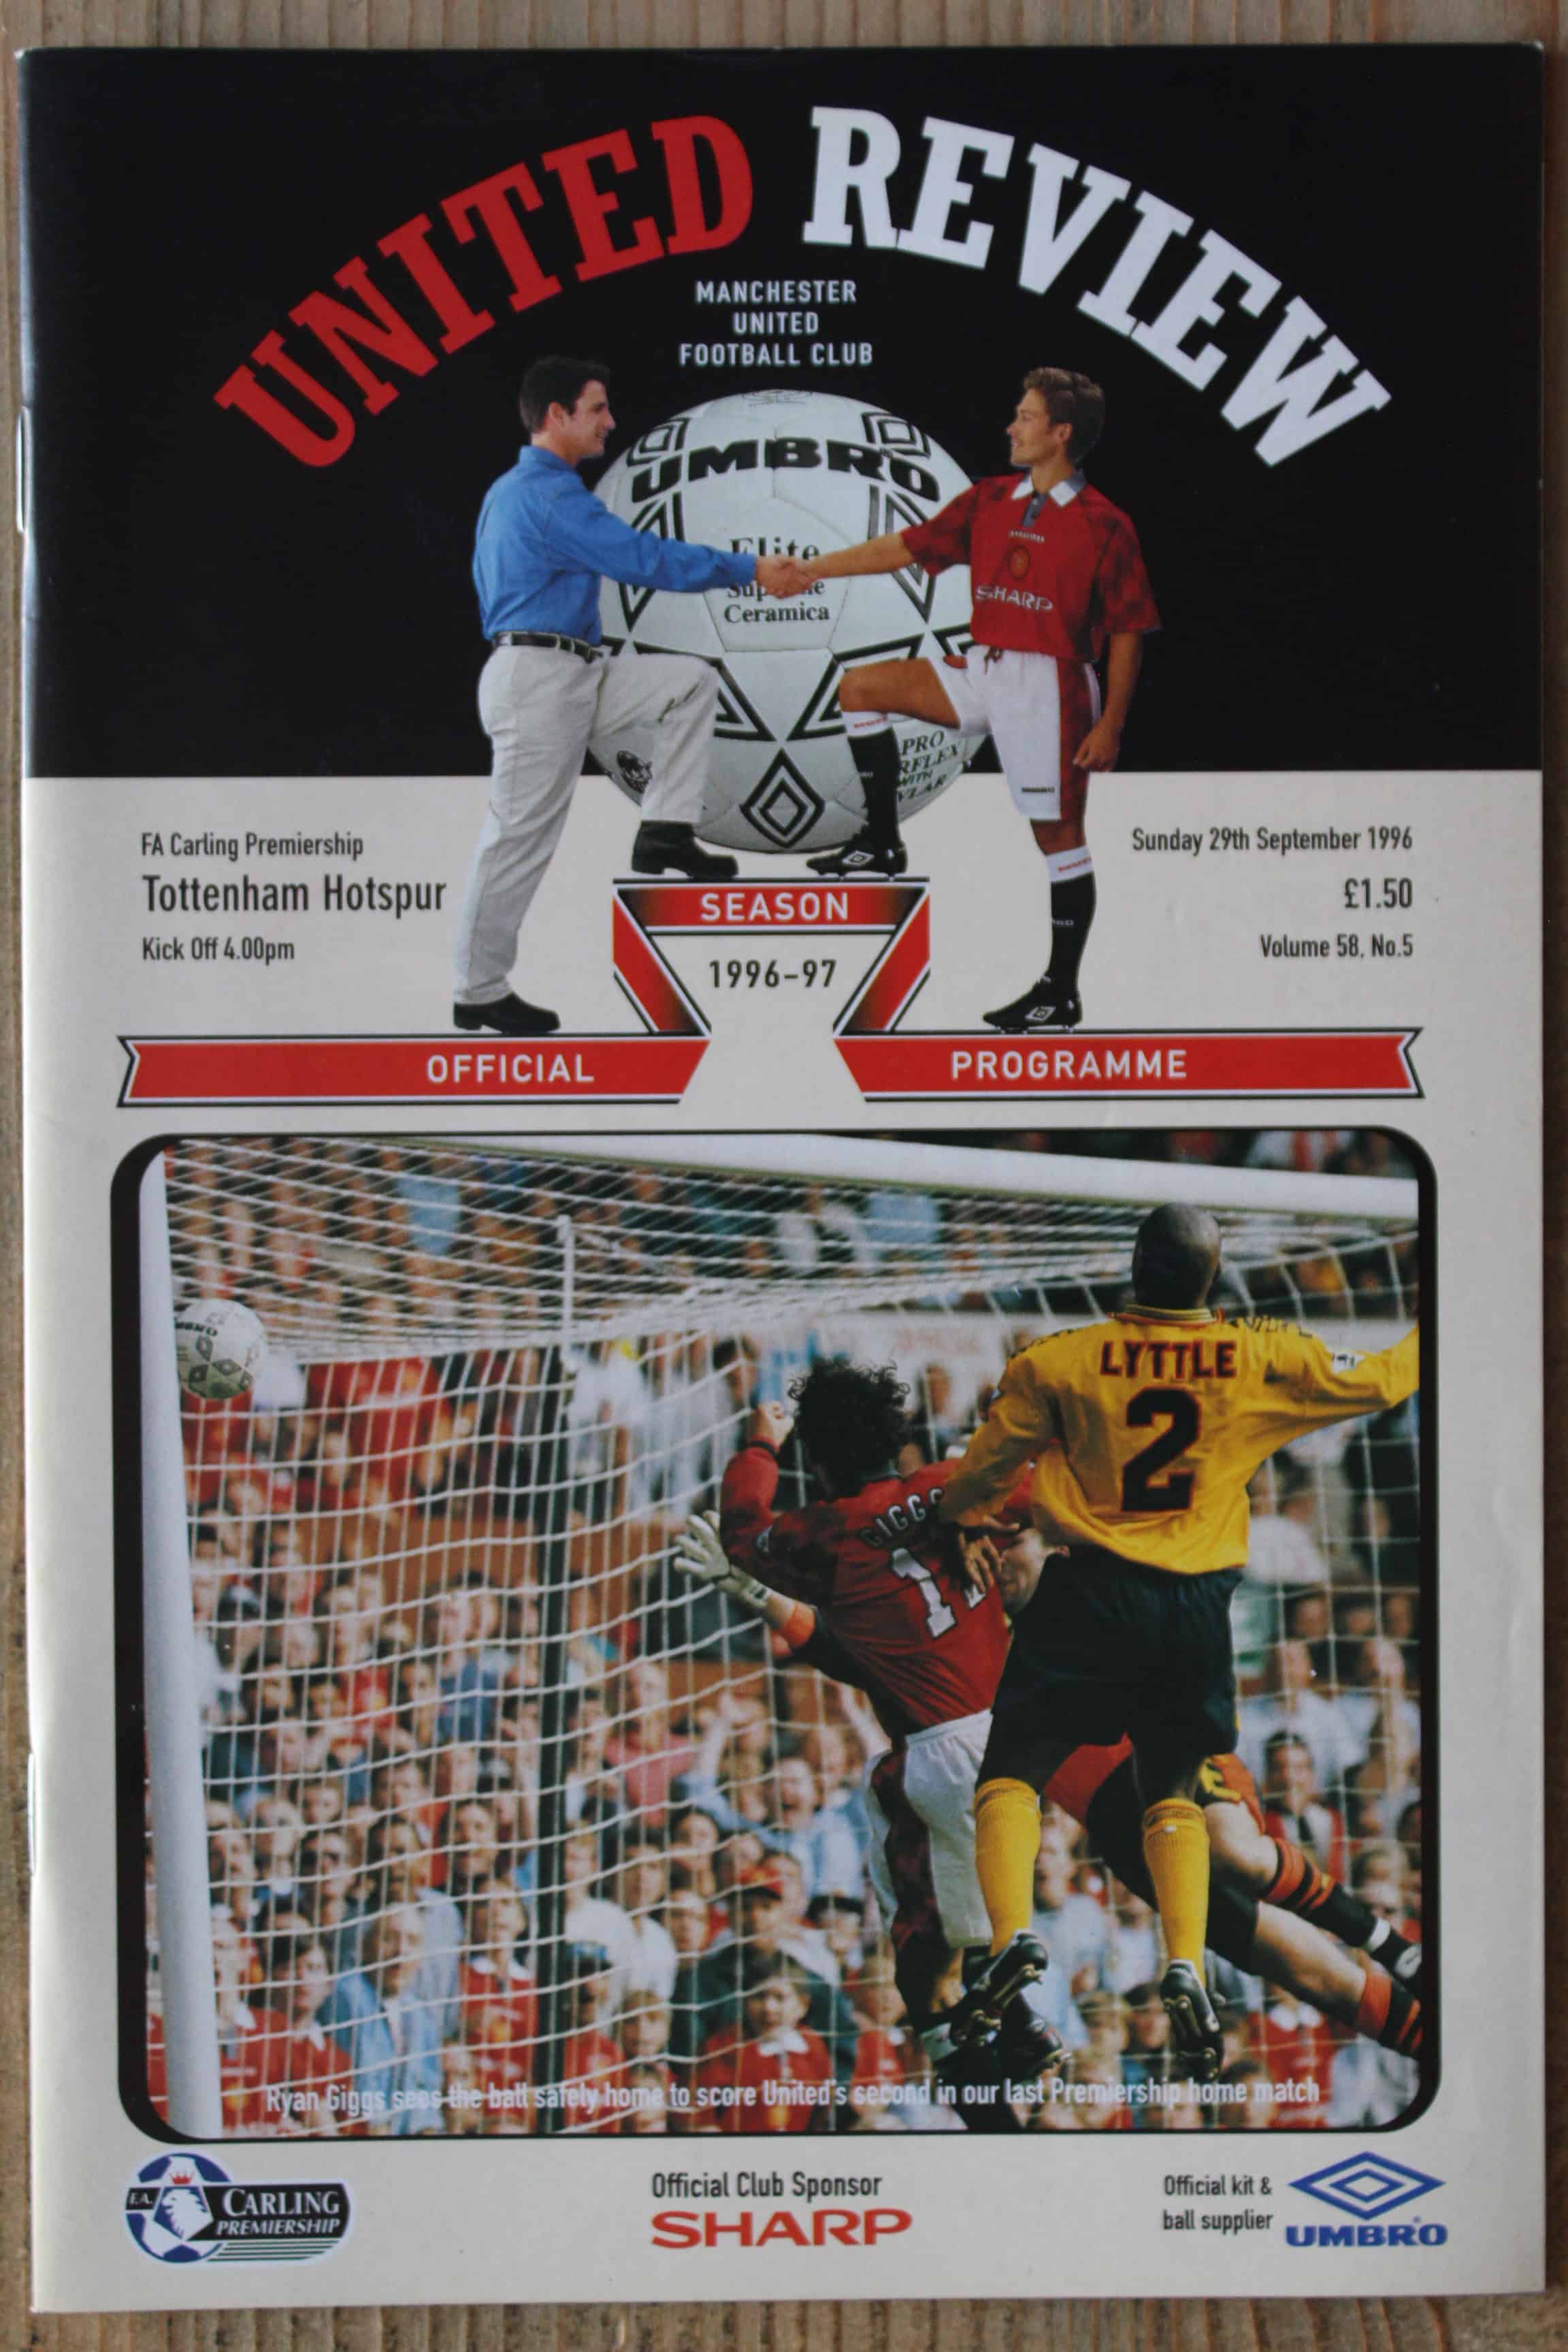 UNITED REVIEW
MANCHESTER
UNITED
FOOTBALL CLUB
UMBRO
Elite
Ceramica
SHARP
PRO
UMBRO
FA Carling Premiership
Tottenham Hotspur
Kick Off 4.00pm
Sunday 29th September 1996
£1.50
Volume 58, No.5
SEASON
1996-97
OFFICIAL
PROGRAMME
LYTTLE
2
GIGGS
Ryan Giggs sees the ball safely home to score United's second in our last Premiership home match
F.A. CARLING
PREMIERSHIP
Official Club Sponsor
SHARP
Official kit &
ball supplier
UMBRO